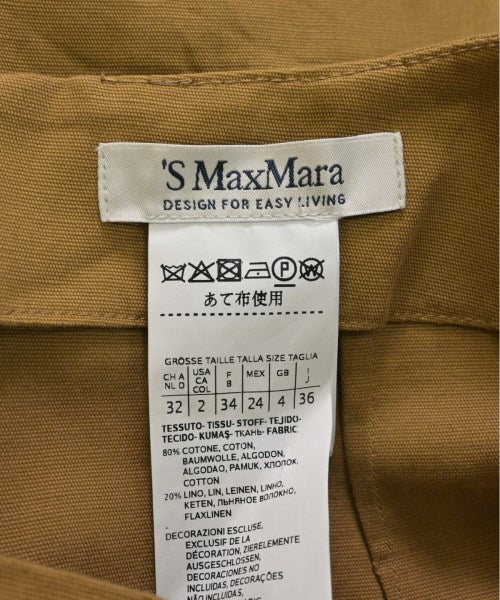 'S MaxMara
DESIGN FOR EASY LIVING
P W
あて布使用
GRÖSSE TAILLE TALLA SIZE TAGLIA
CH A NL D USA CA COL F B MEX GB I J
32 2 34 24 4 36
TESSUTO- TISSU- STOFF- TEJIDO-
TECIDO- KUMAŞ- ТКАНЬ- FABRIC
80% COTONE, COTON,
BAUMWOLLE, ALGODON,
ALGODAO, PAMUK, ХЛОПОК,
COTTON
20% LINO, LIN, LEINEN, LINHO,
KETEN, ЛЬНЯНОЕ ВОЛОКНО,
FLAXLINEN
DECORAZIONI ESCLUSE,
EXCLUSIF DE LA
DÉCORATION, ZIERELEMENTE
AUSGESCHLOSSEN,
DECORACIONES NO
INCLUIDAS, DECORAÇÕES
NÃO INCLUÍDAS,